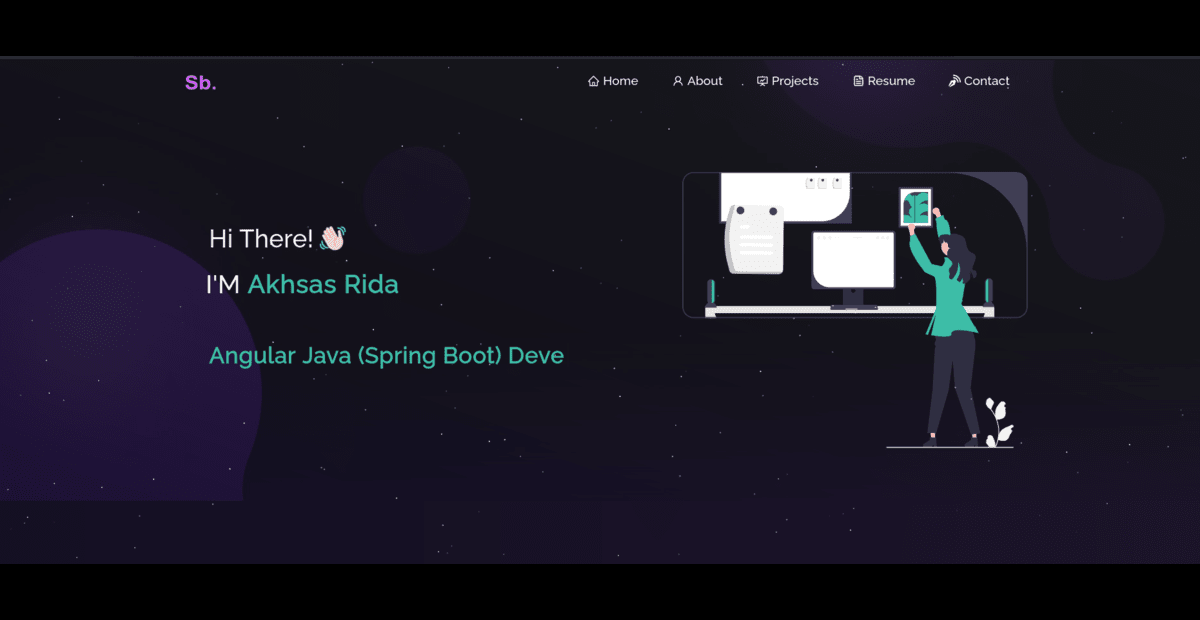 Sb.
Home About Projects Resume Contact
Hi There! 👋🏻
I'M Akhsas Rida
Angular Java (Spring Boot) Deve